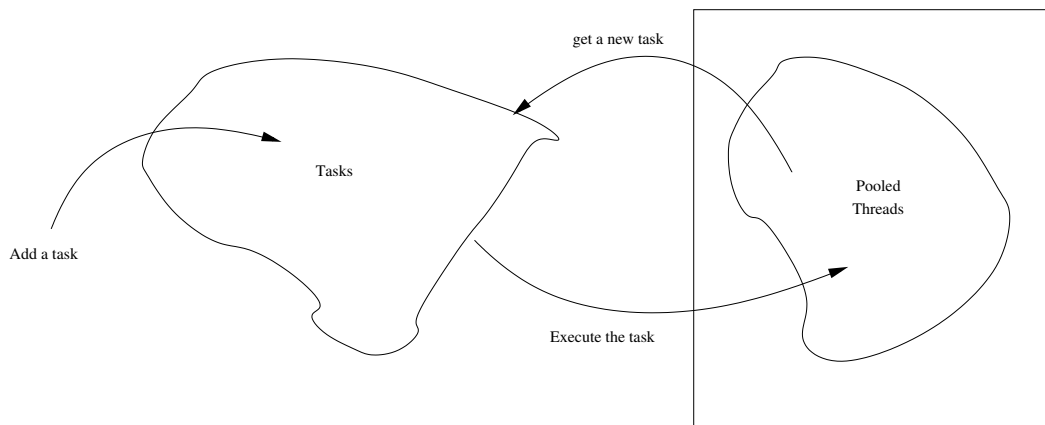 get a new task
Tasks
Pooled
Threads
Add a task
Execute the task